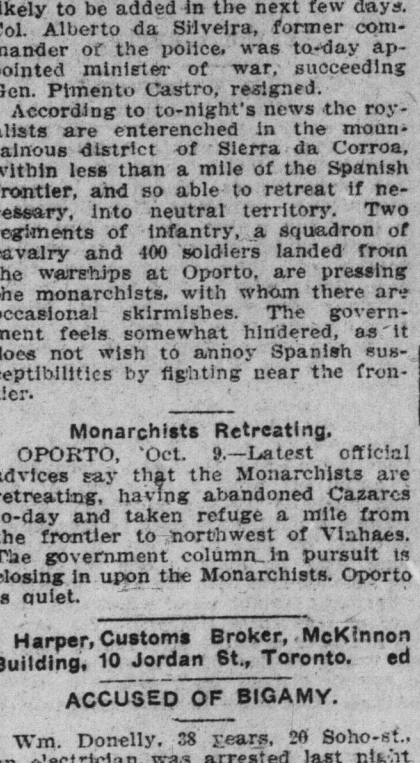 likely to be added in the next few days.
Col. Alberto da Silveira, former com-
mander of the police, was to-day ap-
pointed minister of war, succeeding
Gen. Pimento Castro, resigned.
According to to-night's news the roy-
alists are enterenched in the moun-
tainous district of Sierra da Corroa,
within less than a mile of the Spanish
frontier, and so able to retreat if ne-
cessary, into neutral territory. Two
regiments of infantry, a squadron of
cavalry and 400 soldiers landed from
the warships at Oporto, are pressing
the monarchists, with whom there are
occasional skirmishes. The govern-
ment feels somewhat hindered, as it
does not wish to annoy Spanish sus-
ceptibilities by fighting near the fron-
tier.
Monarchists Retreating.
OPORTO, Oct. 9.—Latest official
advices say that the Monarchists are
retreating, having abandoned Cazares
to-day and taken refuge a mile from
the frontier to northwest of Vinhaes.
The government column in pursuit is
closing in upon the Monarchists. Oporto
is quiet.
Harper, Customs Broker, McKinnon
Building, 10 Jordan St., Toronto. ed
ACCUSED OF BIGAMY.
Wm. Donelly, 38 years, 20 Soho-st.,
an electrician was arrested last night